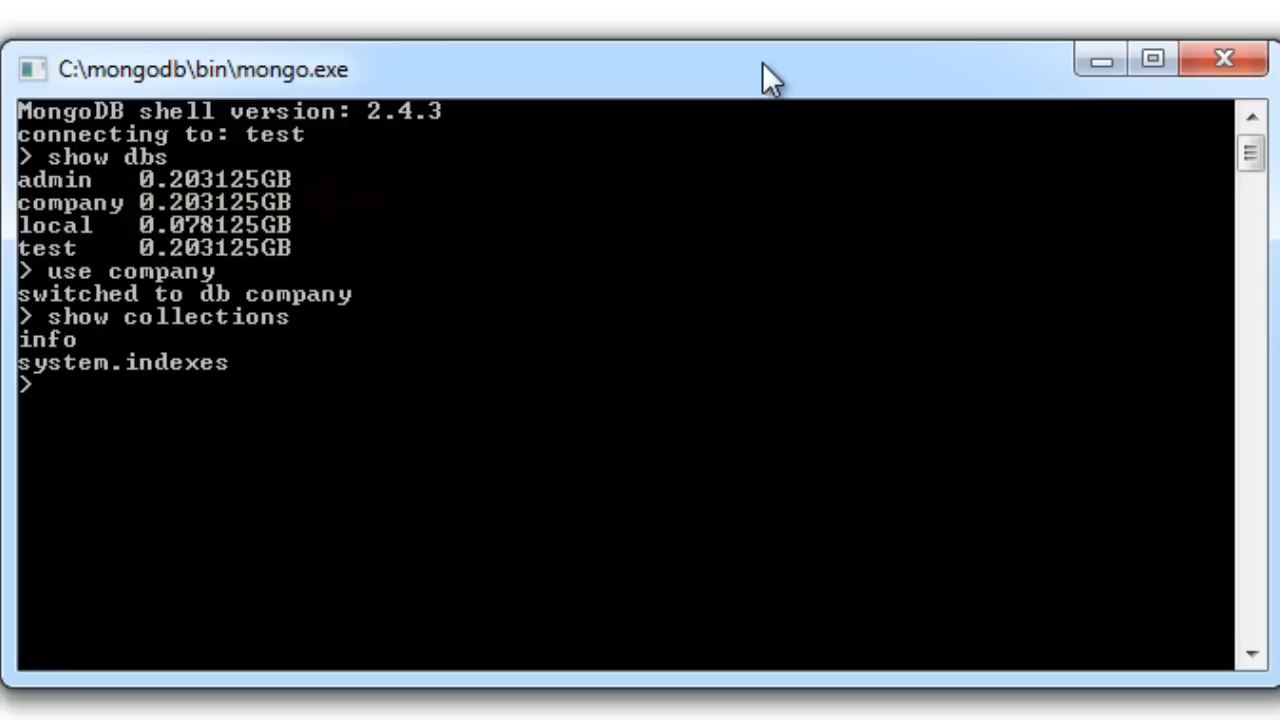 C:\mongodb\bin\mongo.exe
MongoDB shell version: 2.4.3
connecting to: test
> show dbs
admin   0.203125GB
company 0.203125GB
local   0.078125GB
test    0.203125GB
> use company
switched to db company
> show collections
info
system.indexes
>